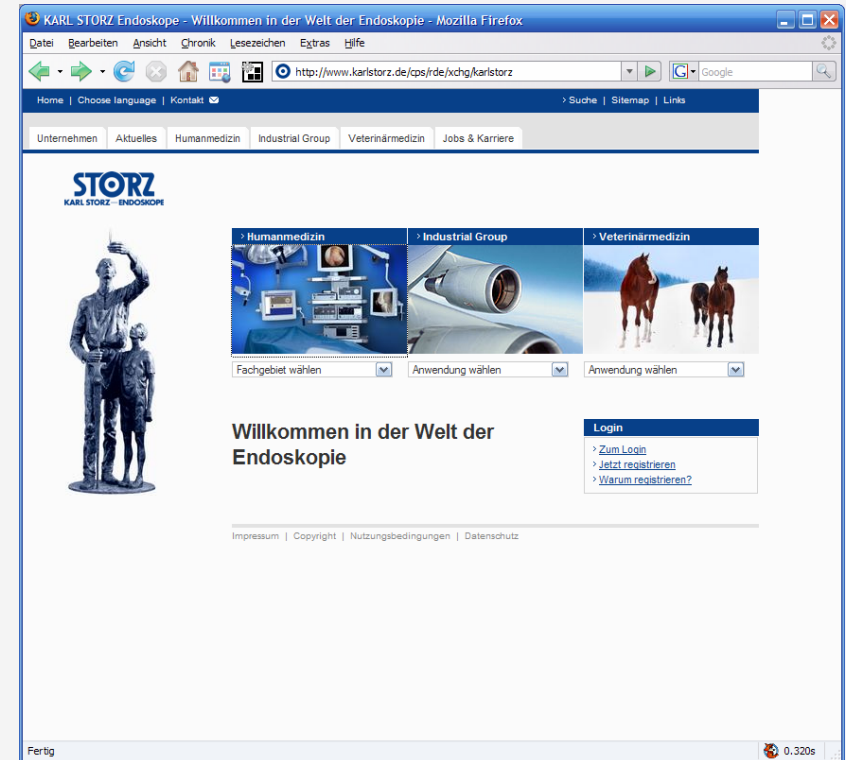 KARL STORZ Endoskope - Willkommen in der Welt der Endoskopie - Mozilla Firefox
Datei Bearbeiten Ansicht Chronik Lesezeichen Extras Hilfe
http://www.karlstorz.de/cps/rde/xchg/karlstorz G Google
Home | Choose language | Kontakt > Suche | Sitemap | Links
Unternehmen Aktuelles Humanmedizin Industrial Group Veterinärmedizin Jobs & Karriere
STORZ
KARL STORZ—ENDOSKOPE
> Humanmedizin > Industrial Group > Veterinärmedizin
Fachgebiet wählen Anwendung wählen Anwendung wählen
Willkommen in der Welt der
Endoskopie
Login
> Zum Login
> Jetzt registrieren
> Warum registrieren?
Impressum | Copyright | Nutzungsbedingungen | Datenschutz
Fertig 0.320s